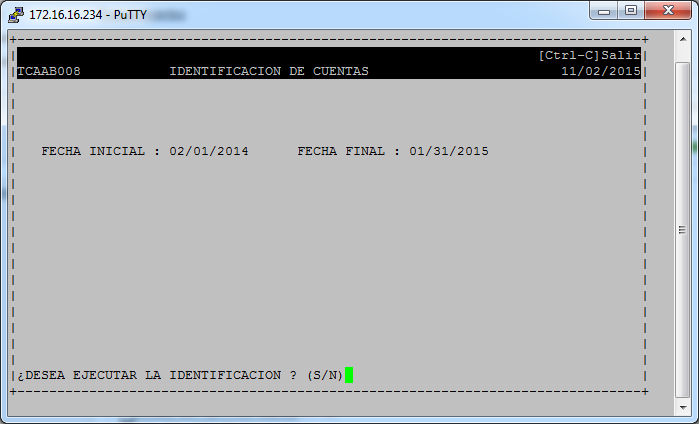 172.16.16.234 - PuTTY
[Ctrl-C]Salir
TCAAB008 IDENTIFICACION DE CUENTAS 11/02/2015
FECHA INICIAL : 02/01/2014 FECHA FINAL : 01/31/2015
¿DESEA EJECUTAR LA IDENTIFICACION ? (S/N)